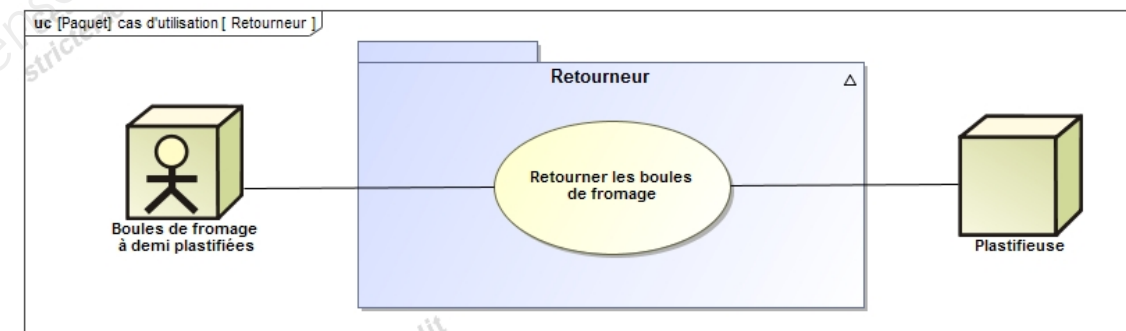 uc [Paquet] cas d'utilisation [ Retourneur ]
Retourneur
Retourner les boules
de fromage
Boules de fromage
à demi plastifiées
Plastifieuse